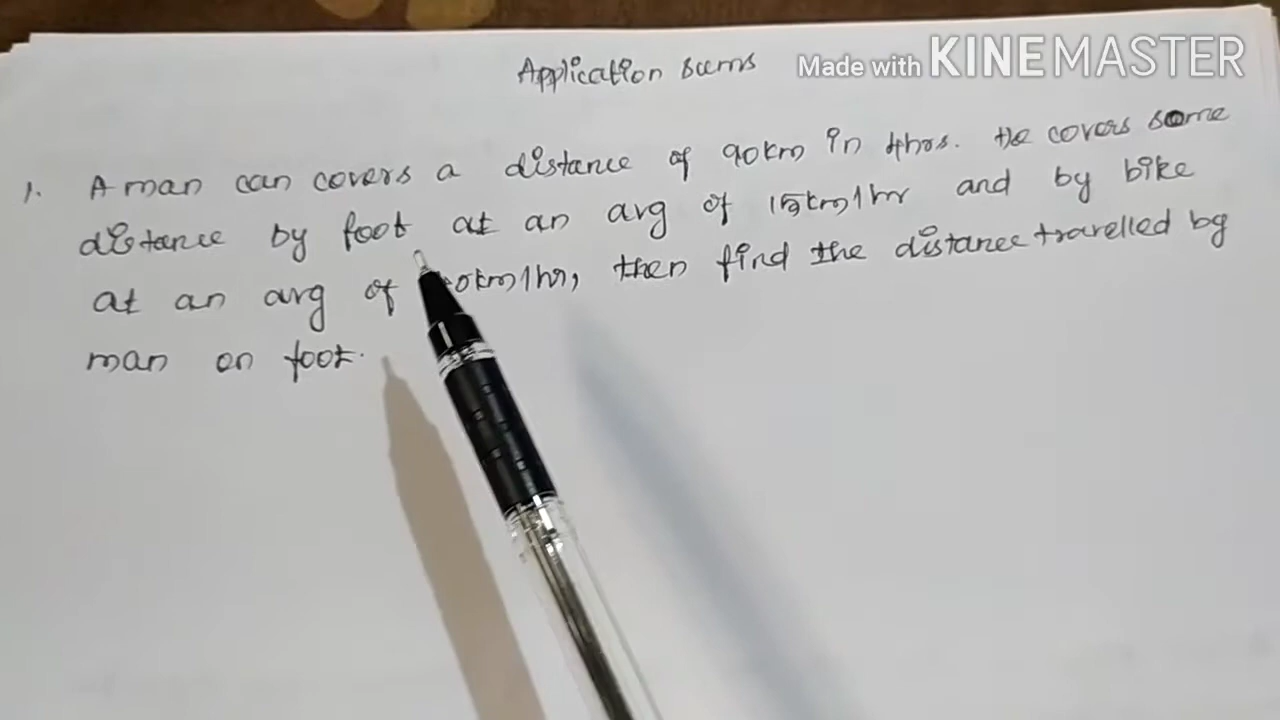 Application sums
Made with KINEMASTER
1. A man can covers a distance of 90km in 4hrs. He covers some
distance by foot at an avg of 15km/hr and by bike
at an avg of 0km/hr, then find the distance travelled by
man on foot.